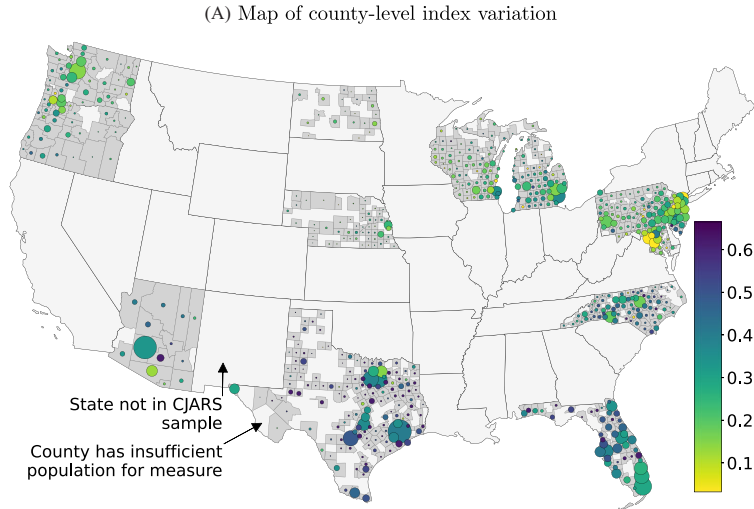 (A) Map of county-level index variation
State not in CJARS
sample
County has insufficient
population for measure
0.6
0.5
0.4
0.3
0.2
0.1